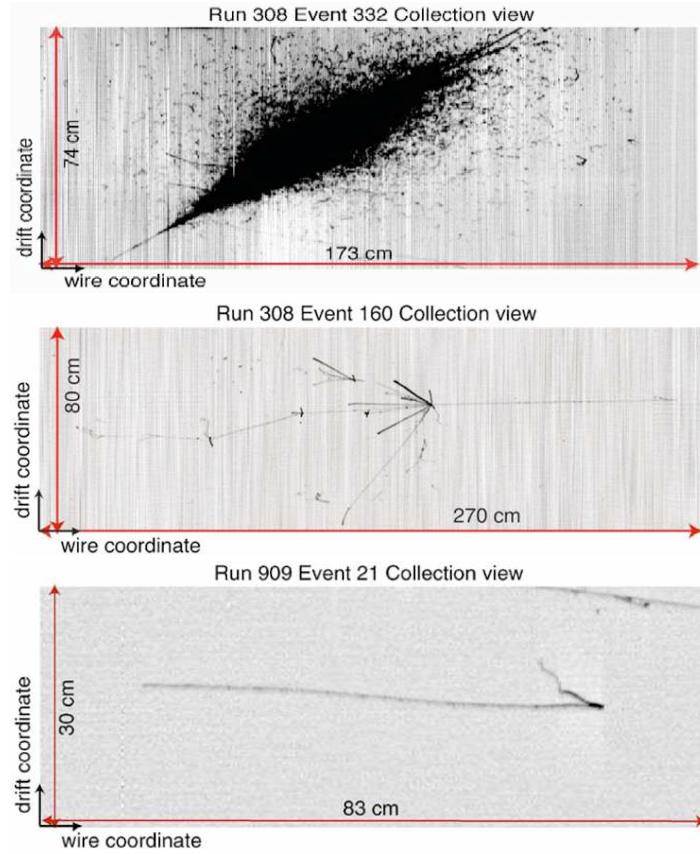 Run 308 Event 332 Collection view
74 cm
drift coordinate
173 cm
wire coordinate
Run 308 Event 160 Collection view
80 cm
drift coordinate
270 cm
wire coordinate
Run 909 Event 21 Collection view
30 cm
drift coordinate
83 cm
wire coordinate